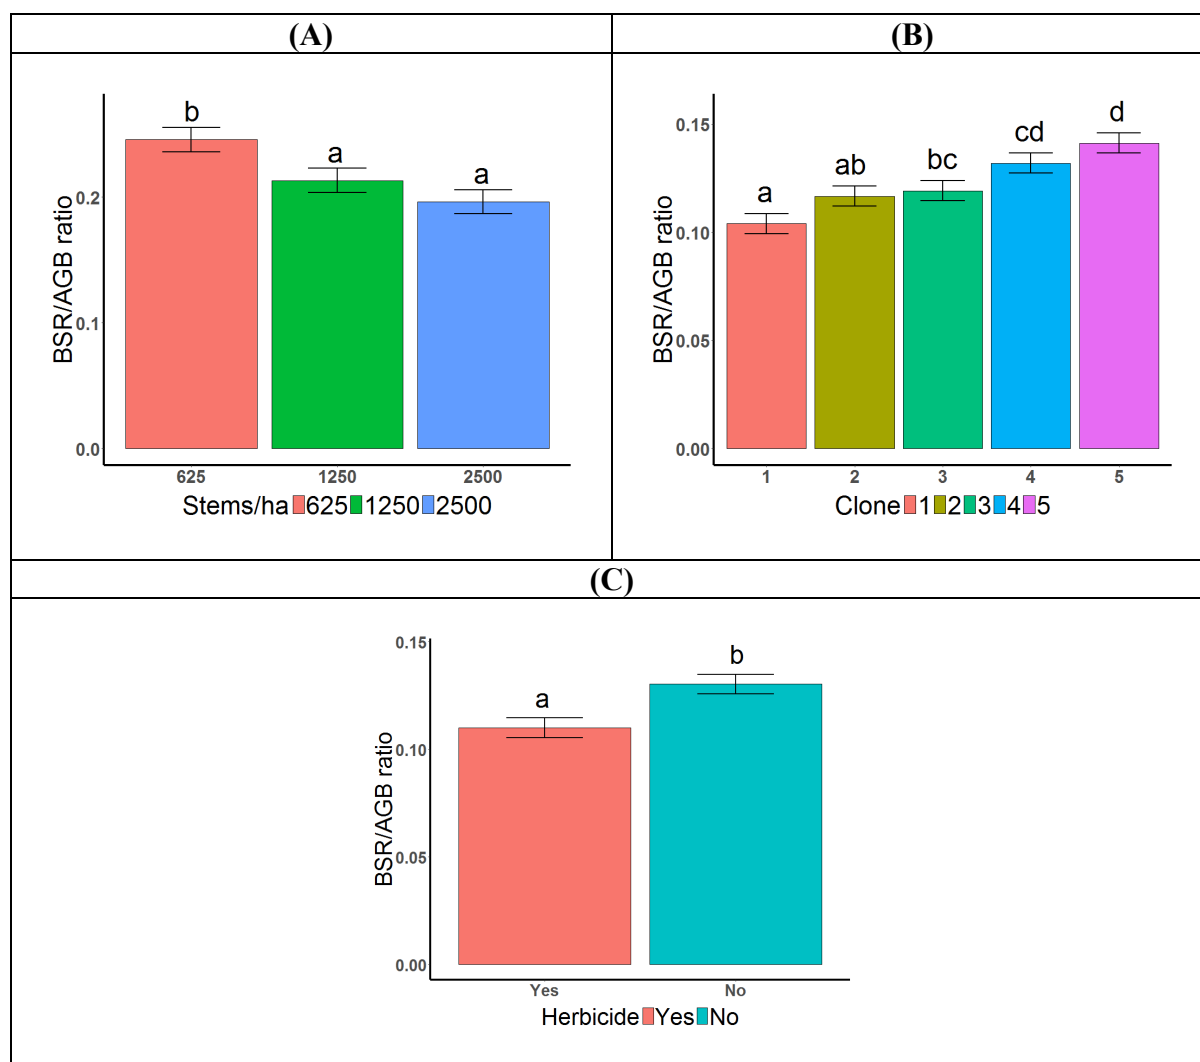 (A)
b
a
a
BSR/AGB ratio
0.2
0.1
0.0
625 1250 2500
Stems/ha 625 1250 2500
(B)
a
ab
bc
cd
d
BSR/AGB ratio
0.15
0.10
0.05
0.00
1 2 3 4 5
Clone 1 2 3 4 5
(C)
a
b
BSR/AGB ratio
0.15
0.10
0.05
0.00
Yes No
Herbicide Yes No